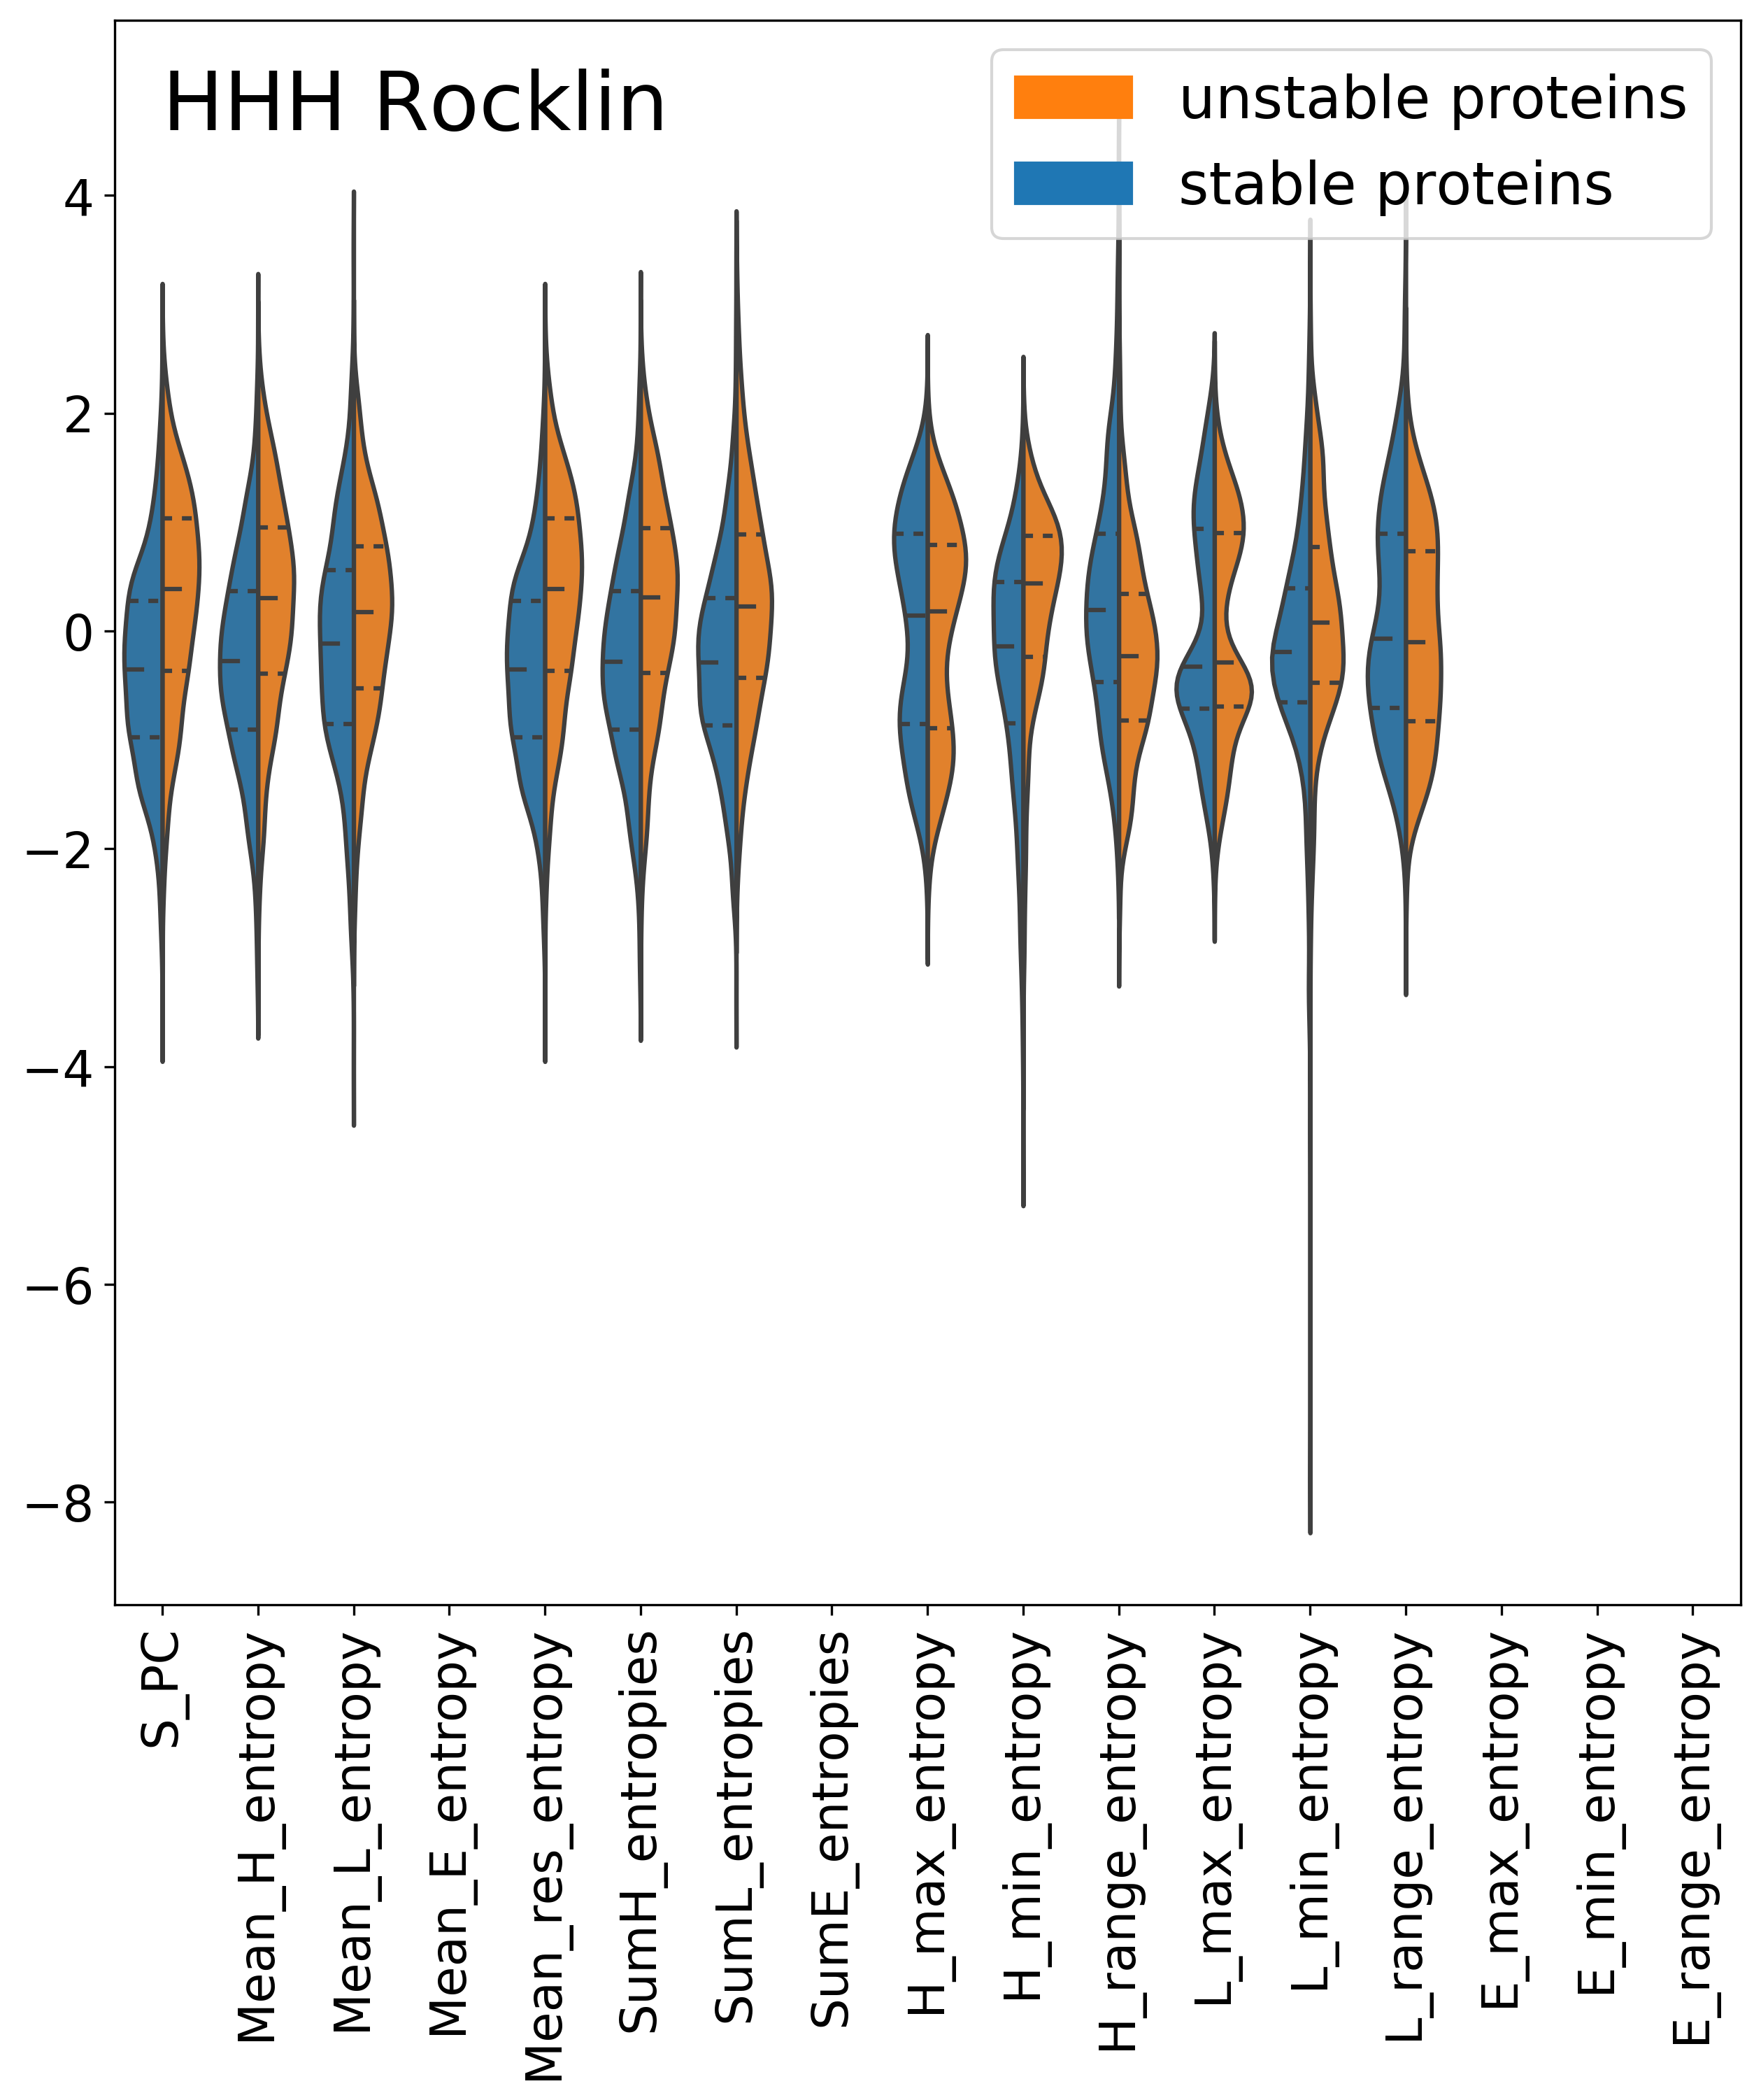 HHH Rocklin
unstable proteins
stable proteins
4
2
0
−2
−4
−6
−8
S_PC
Mean_H_entropy
Mean_L_entropy
Mean_E_entropy
Mean_res_entropy
SumH_entropies
SumL_entropies
SumE_entropies
H_max_entropy
H_min_entropy
H_range_entropy
L_max_entropy
L_min_entropy
L_range_entropy
E_max_entropy
E_min_entropy
E_range_entropy